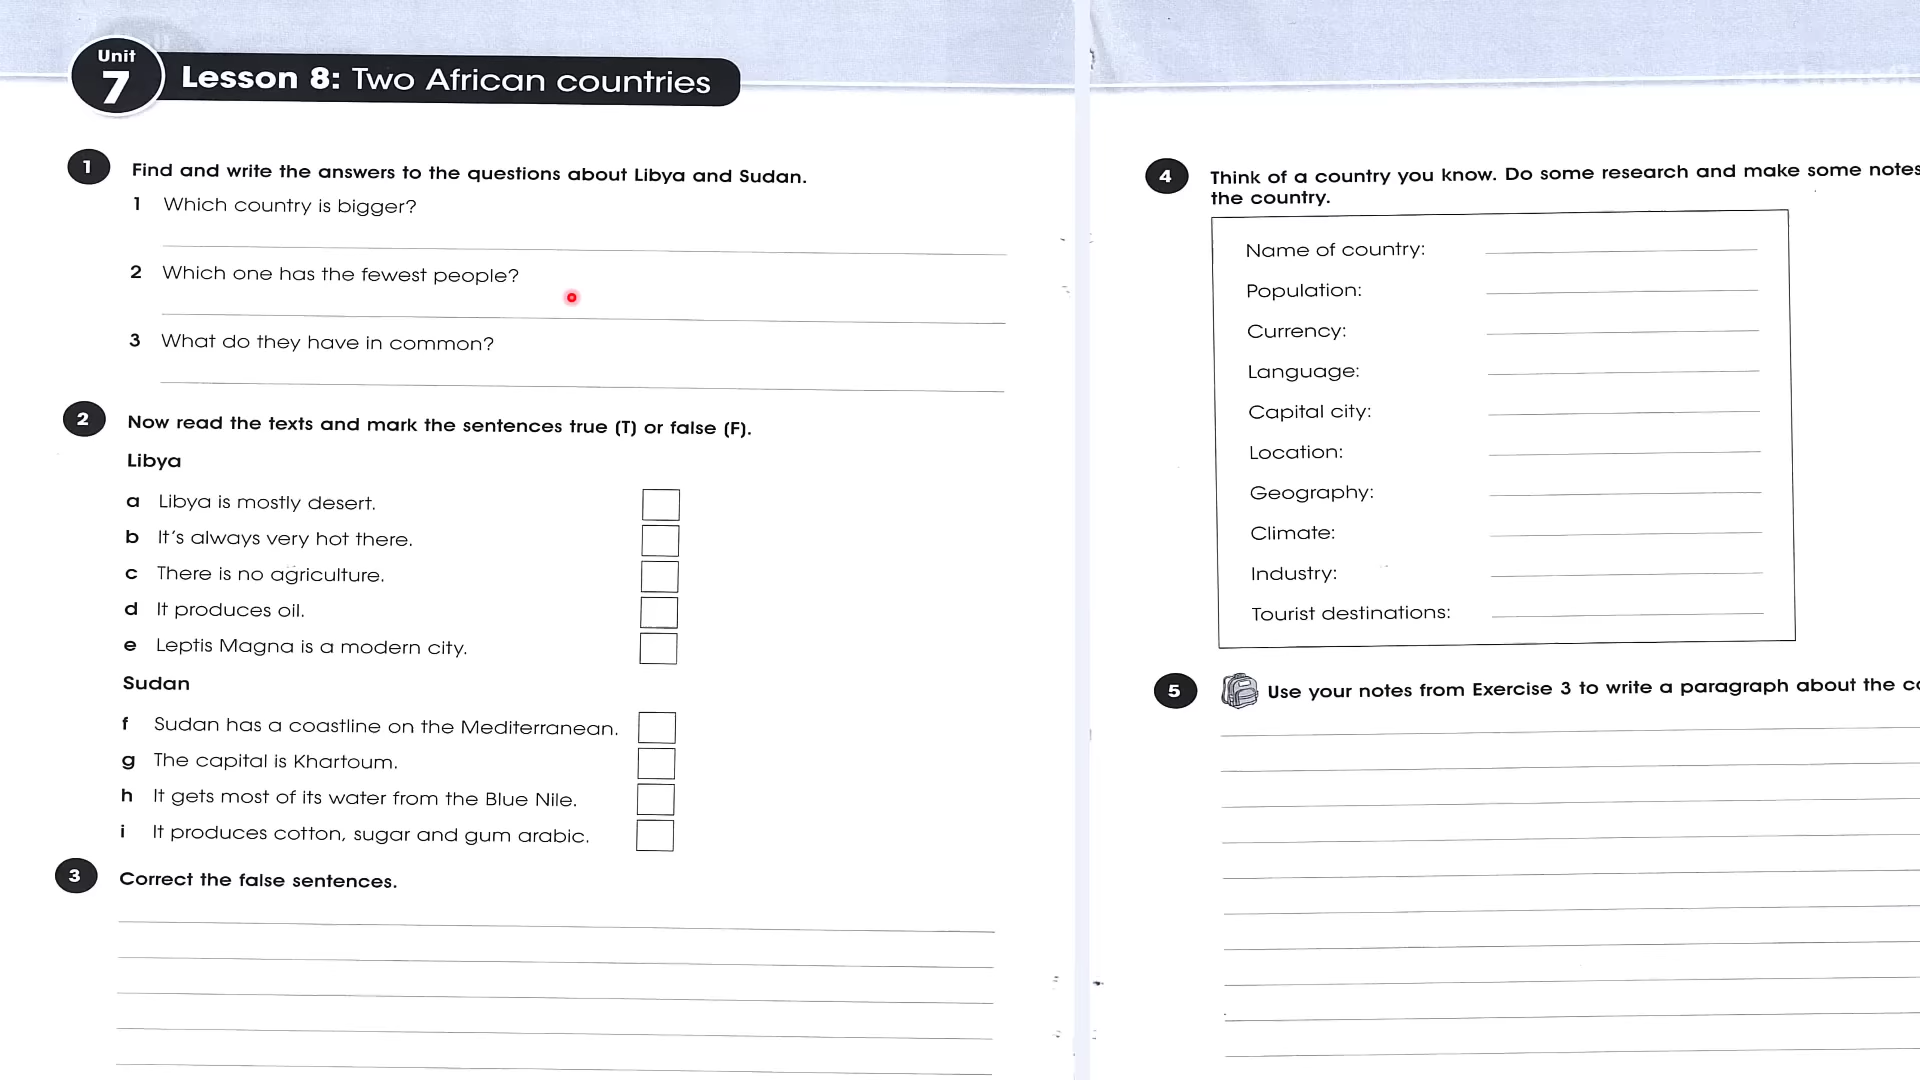 Unit
7
Lesson 8: Two African countries
1
Find and write the answers to the questions about Libya and Sudan.
1 Which country is bigger?
2 Which one has the fewest people?
3 What do they have in common?
2
Now read the texts and mark the sentences true (T) or false (F).
Libya
a Libya is mostly desert.
b It's always very hot there.
c There is no agriculture.
d It produces oil.
e Leptis Magna is a modern city.
Sudan
f Sudan has a coastline on the Mediterranean.
g The capital is Khartoum.
h It gets most of its water from the Blue Nile.
i It produces cotton, sugar and gum arabic.
3
Correct the false sentences.
4
Think of a country you know. Do some research and make some notes
the country.
Name of country:
Population:
Currency:
Language:
Capital city:
Location:
Geography:
Climate:
Industry:
Tourist destinations:
5
Use your notes from Exercise 3 to write a paragraph about the